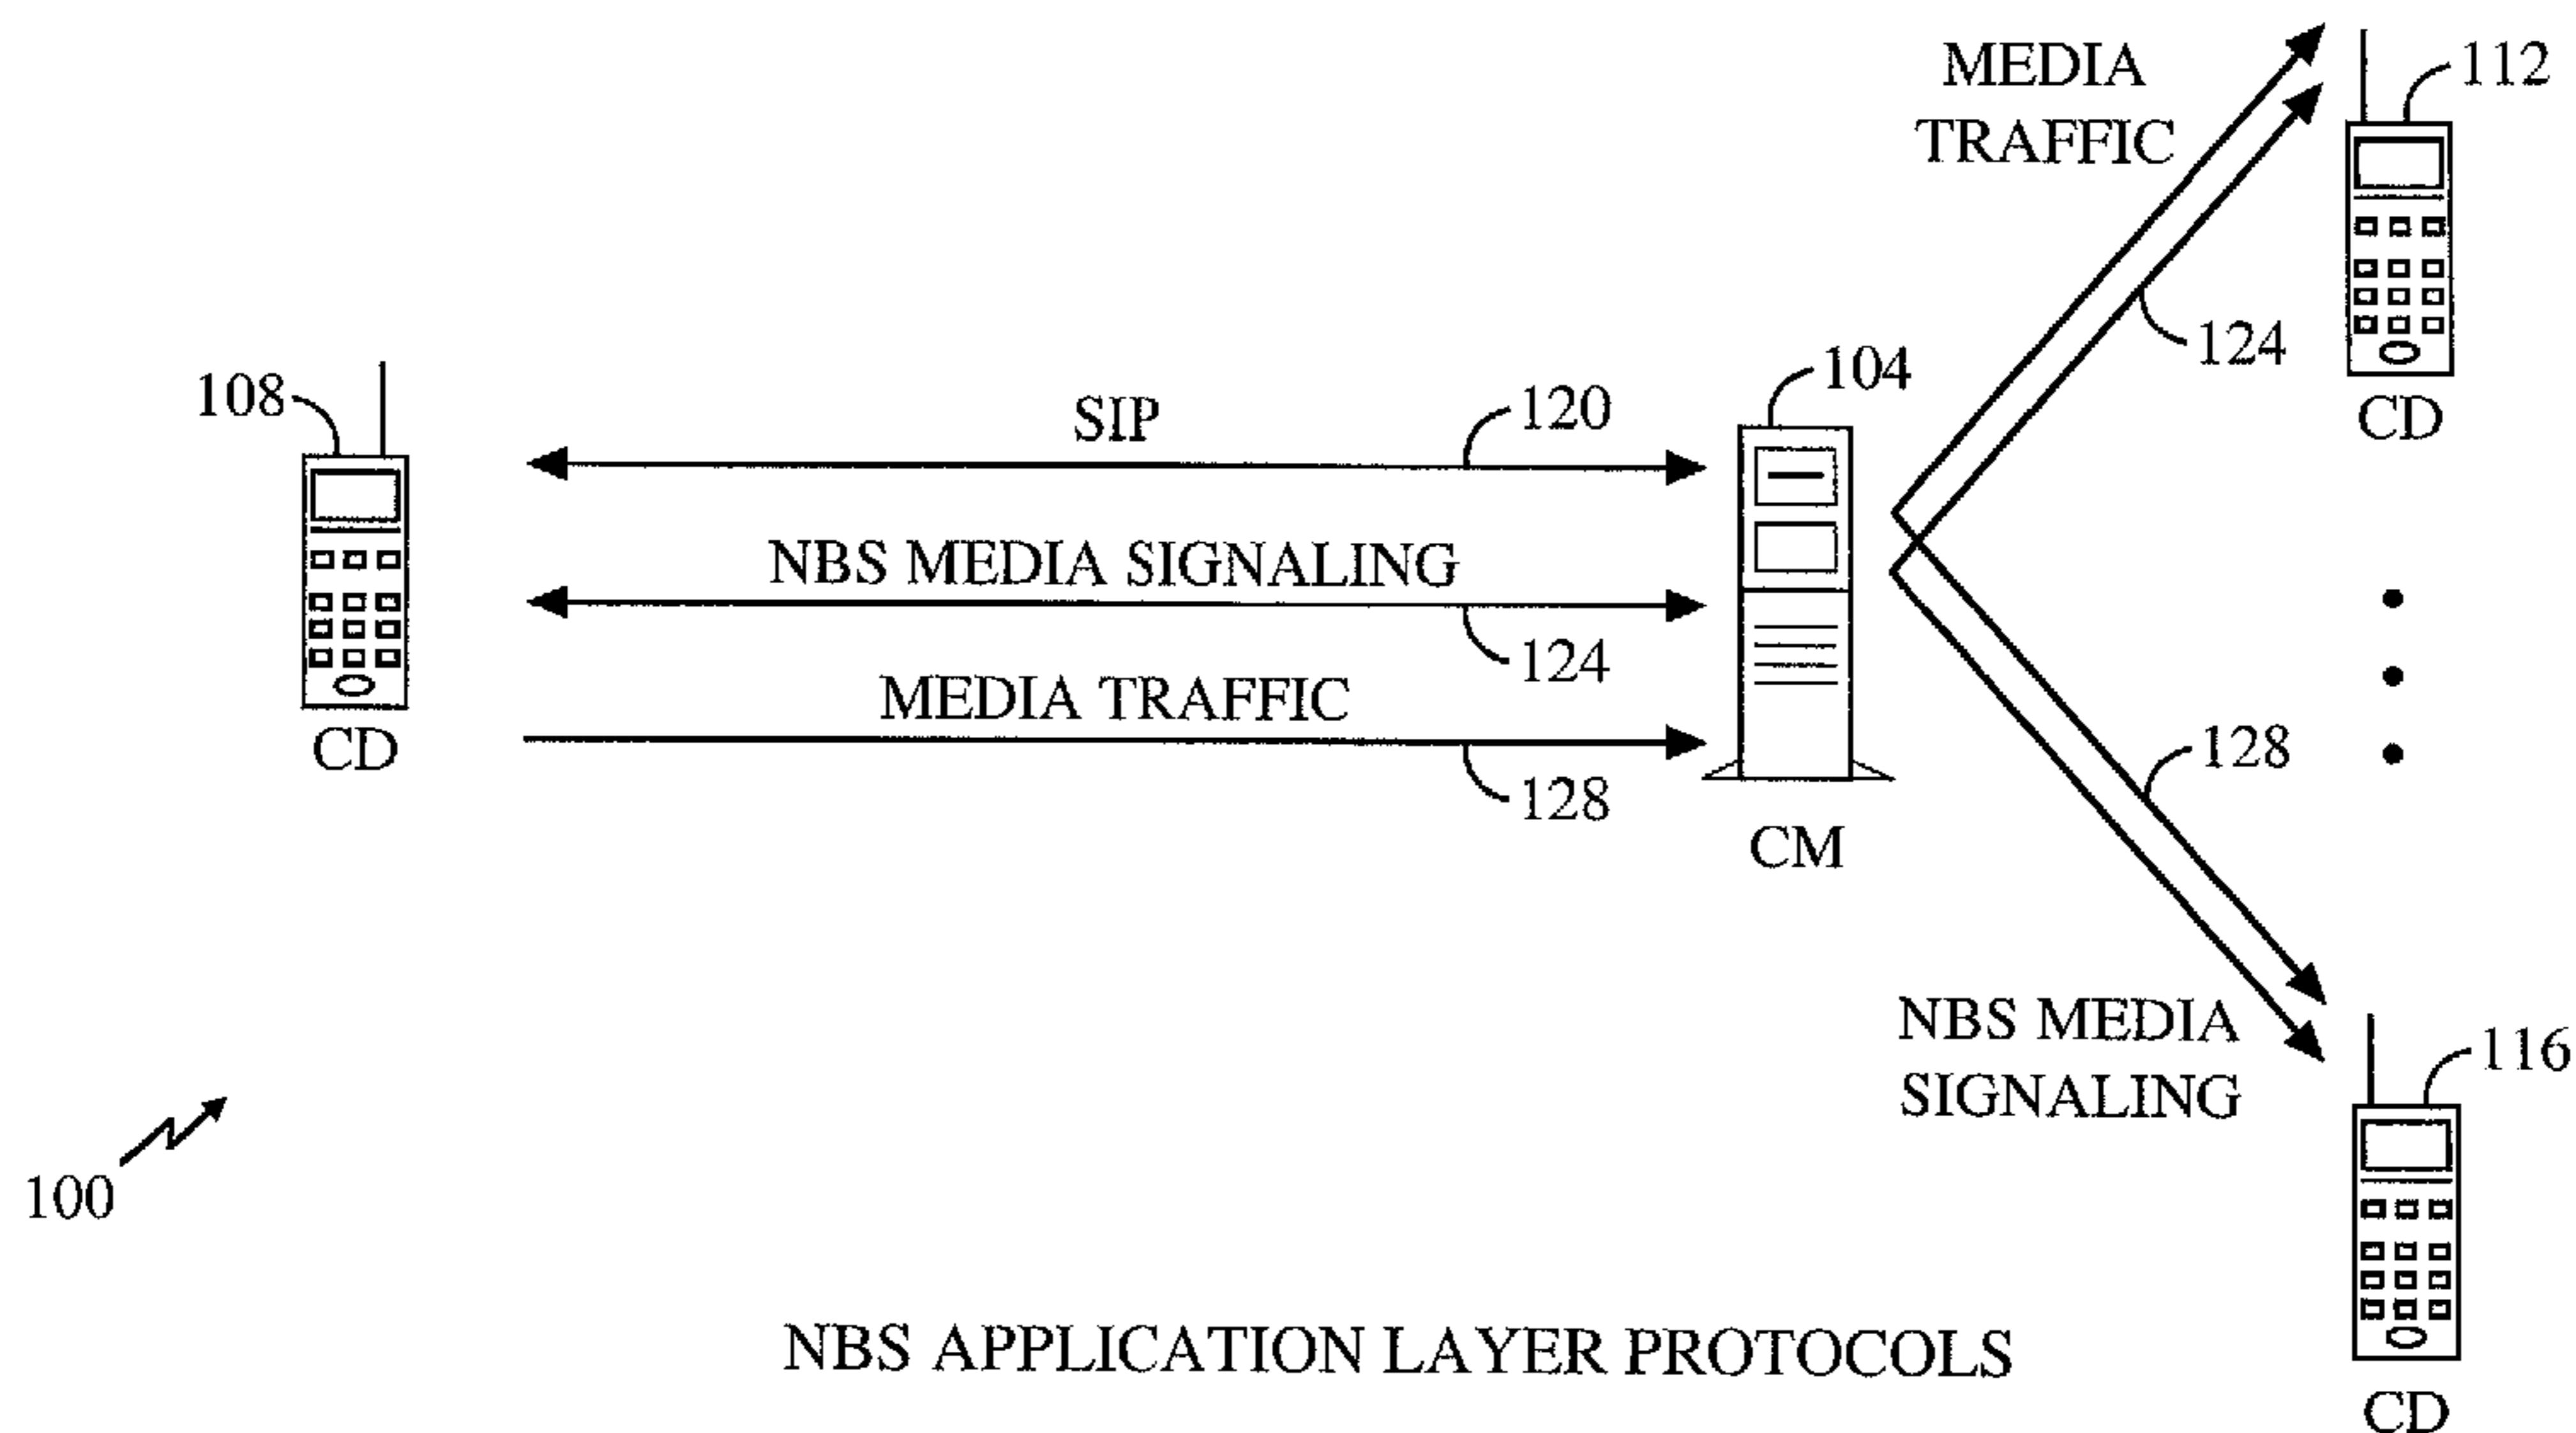 MEDIA
TRAFFIC
112
CD
124
108
CD
SIP
120
NBS MEDIA SIGNALING
124
MEDIA TRAFFIC
128
104
CM
128
NBS MEDIA
SIGNALING
116
CD
100
NBS APPLICATION LAYER PROTOCOLS